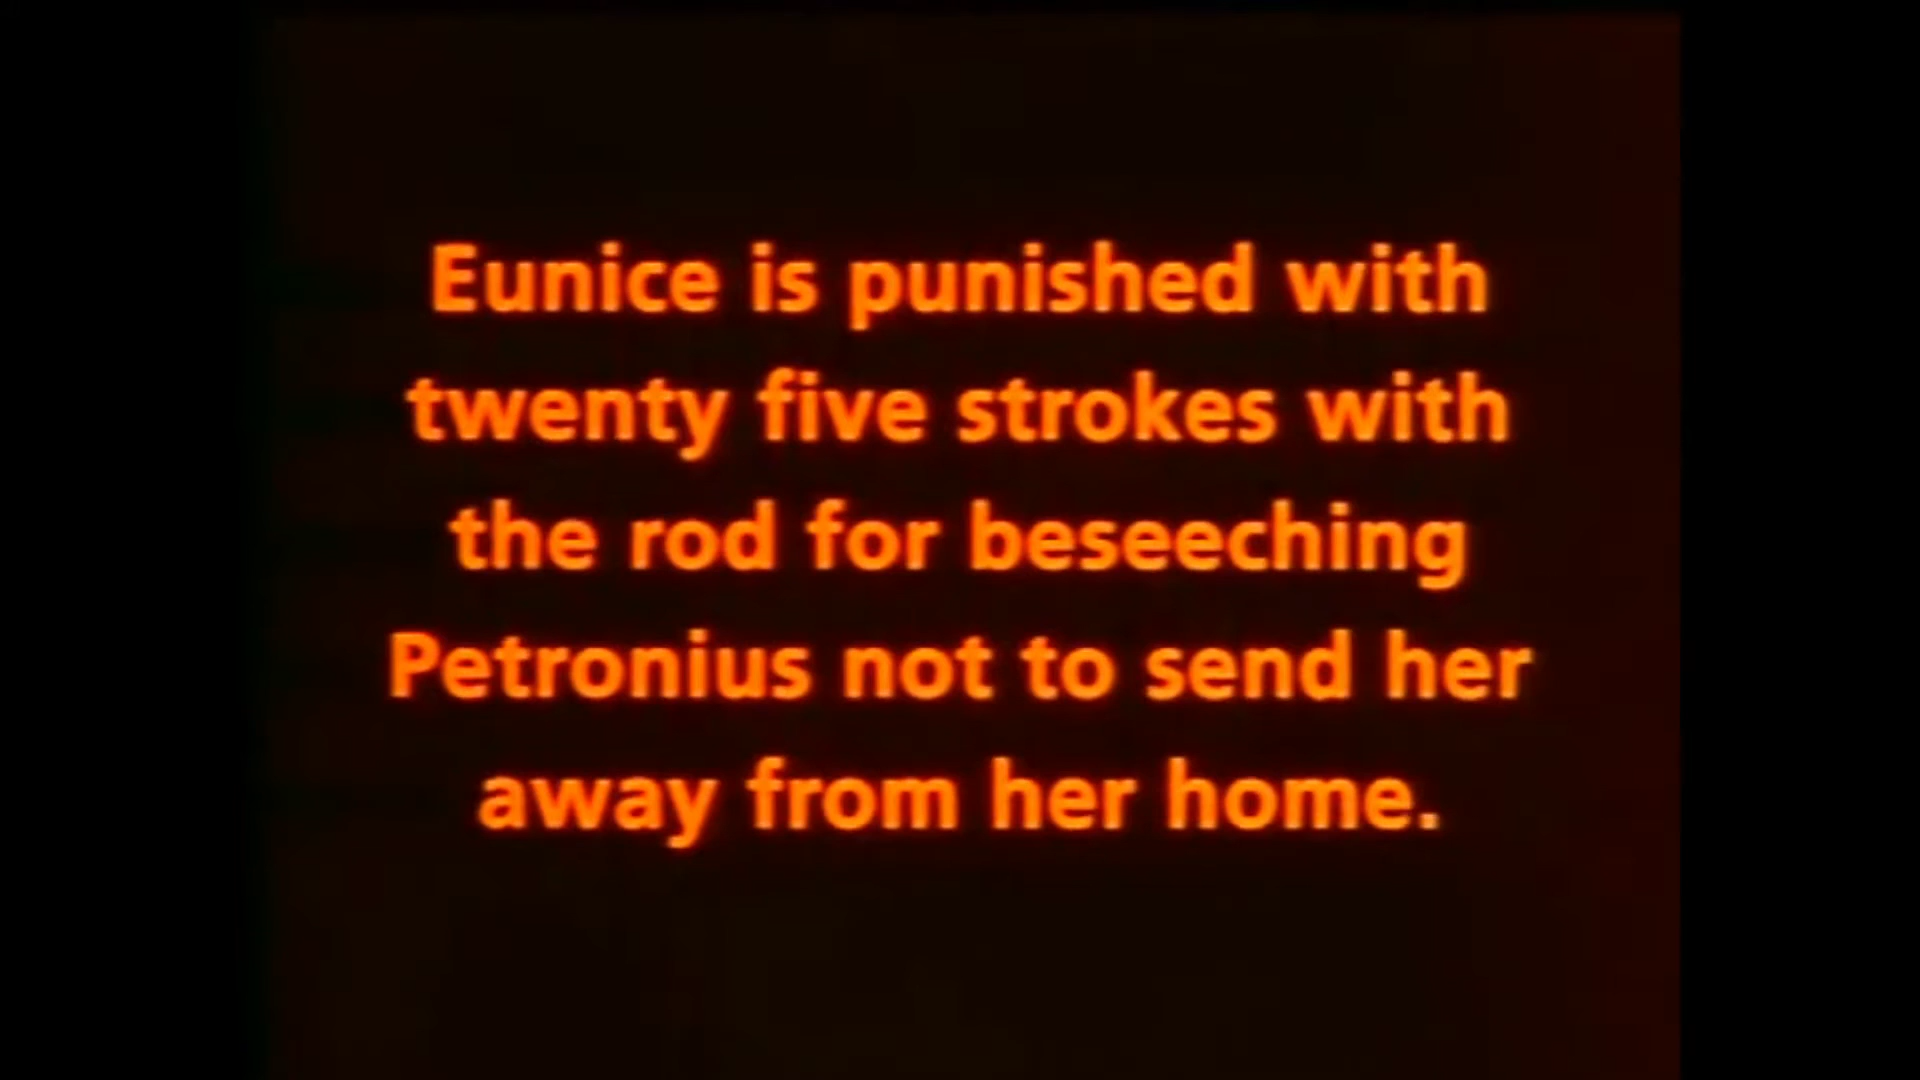 Eunice is punished with
twenty five strokes with
the rod for beseeching
Petronius not to send her
away from her home.